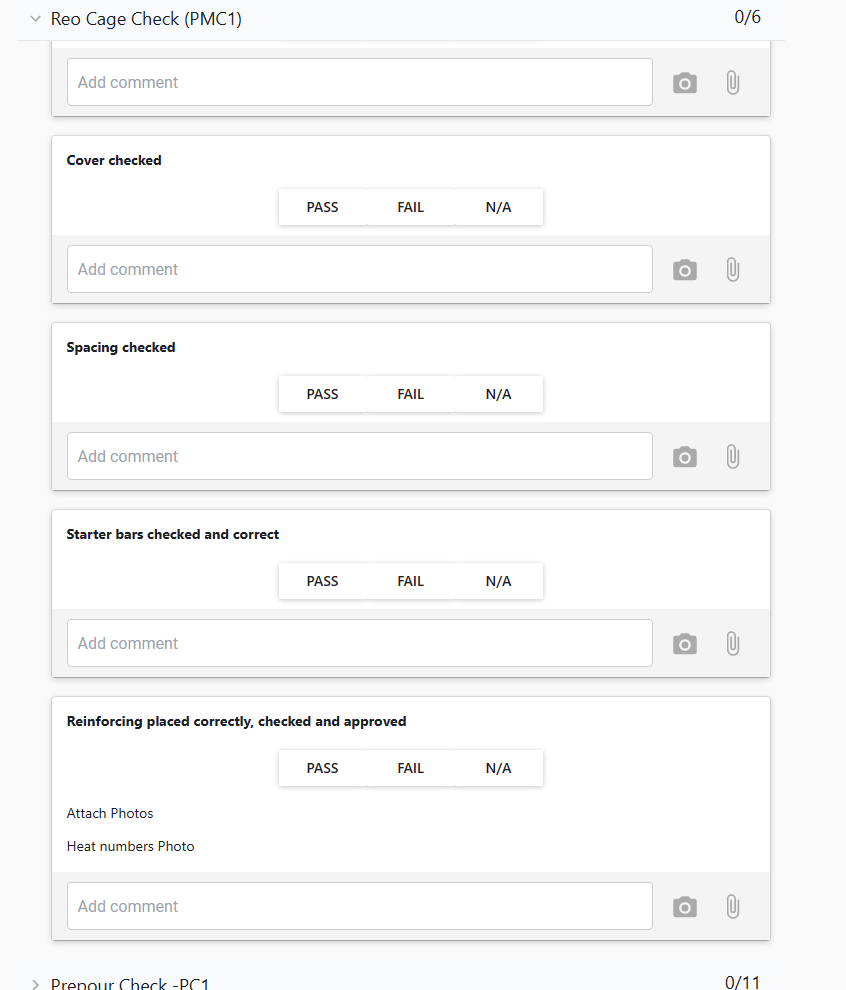 Reo Cage Check (PMC1) 0/6
Add comment
Cover checked
PASS FAIL N/A
Add comment
Spacing checked
PASS FAIL N/A
Add comment
Starter bars checked and correct
PASS FAIL N/A
Add comment
Reinforcing placed correctly, checked and approved
PASS FAIL N/A
Attach Photos
Heat numbers Photo
Add comment
Prepour Check -PC1 0/11